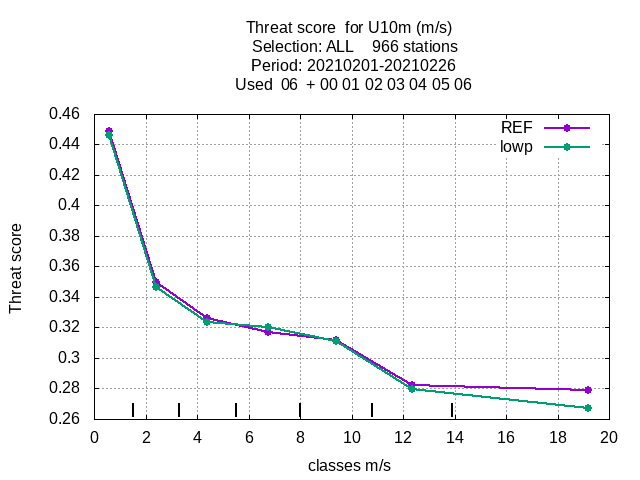 Threat score  for U10m (m/s)
Selection: ALL    966 stations
Period: 20210201-20210226
Used  06  + 00 01 02 03 04 05 06
REF
lowp
Threat score
0.46
0.44
0.42
0.4
0.38
0.36
0.34
0.32
0.3
0.28
0.26
0 2 4 6 8 10 12 14 16 18 20
classes m/s